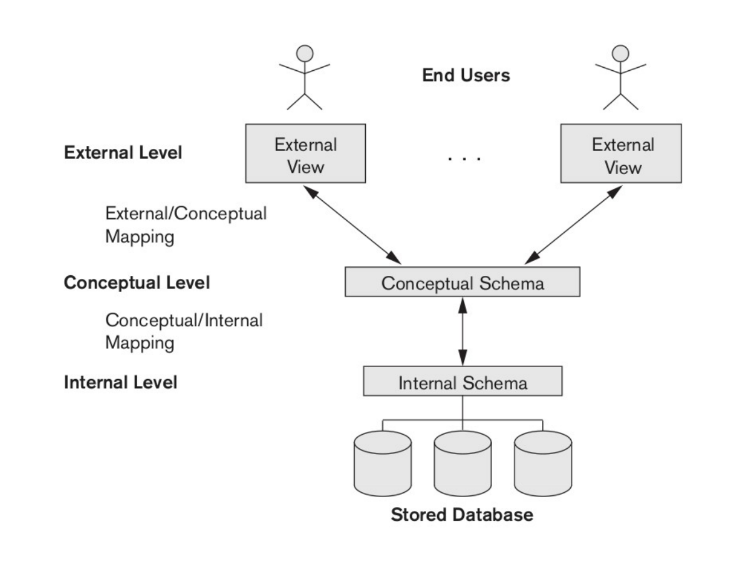 End Users
External Level
External
View
. . .
External
View
External/Conceptual
Mapping
Conceptual Level
Conceptual Schema
Conceptual/Internal
Mapping
Internal Level
Internal Schema
Stored Database